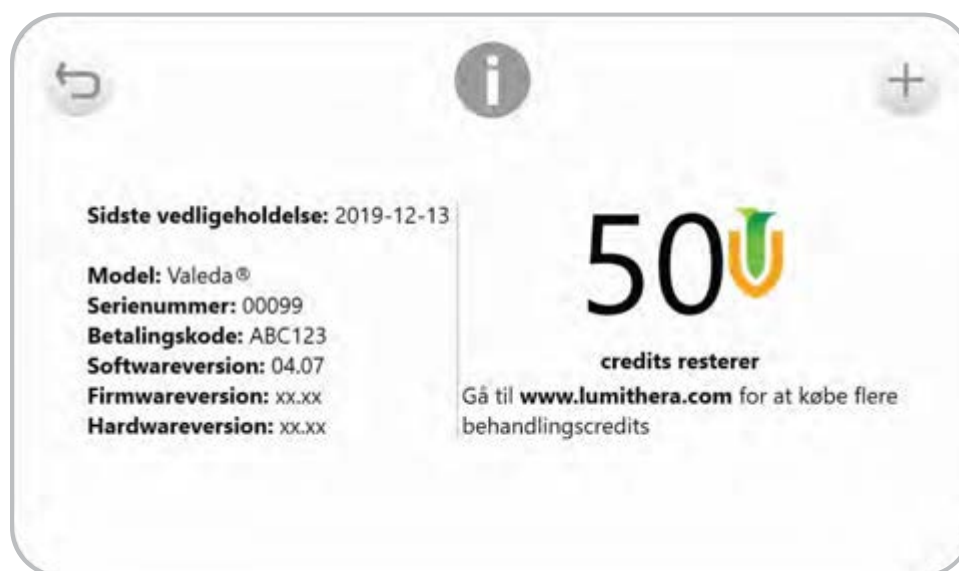 Sidste vedligeholdelse: 2019-12-13
Model: Valeda®
Serienummer: 00099
Betalingskode: ABC123
Softwareversion: 04.07
Firmwareversion: xx.xx
Hardwareversion: xx.xx
50
credits resterer
Gå til www.lumithera.com for at købe flere
behandlingscredits